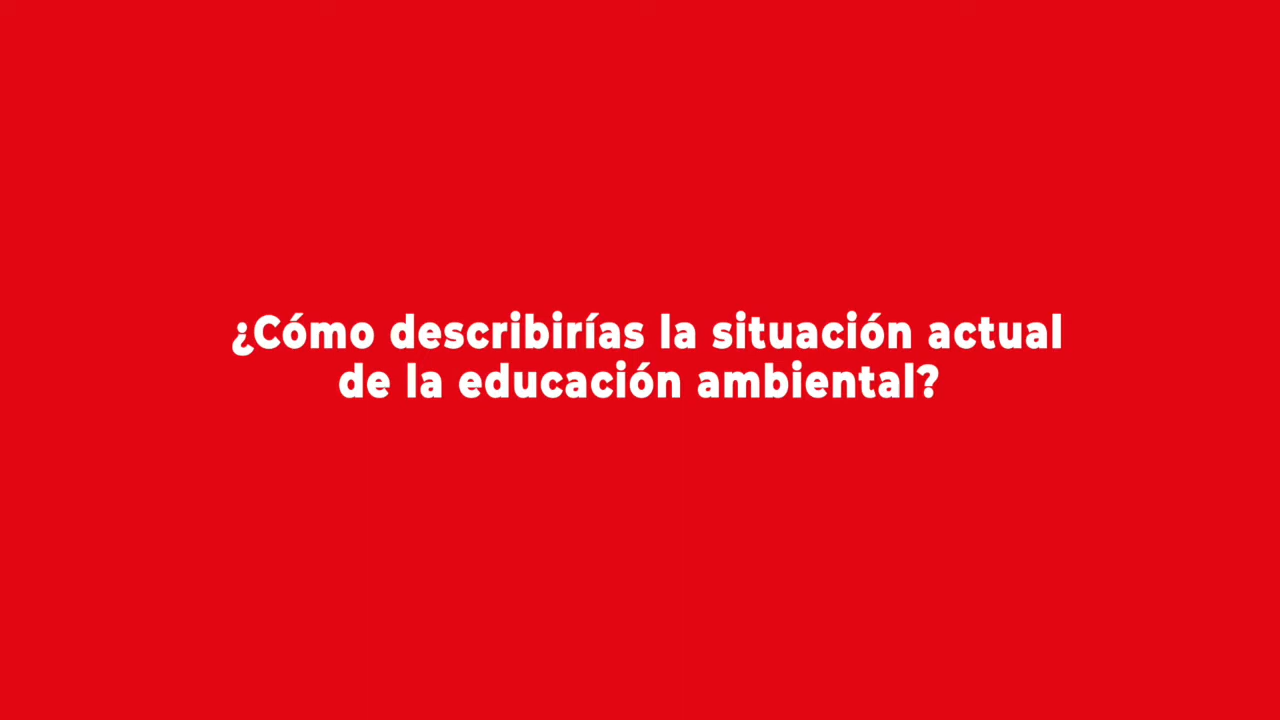 ¿Cómo describirías la situación actual
de la educación ambiental?